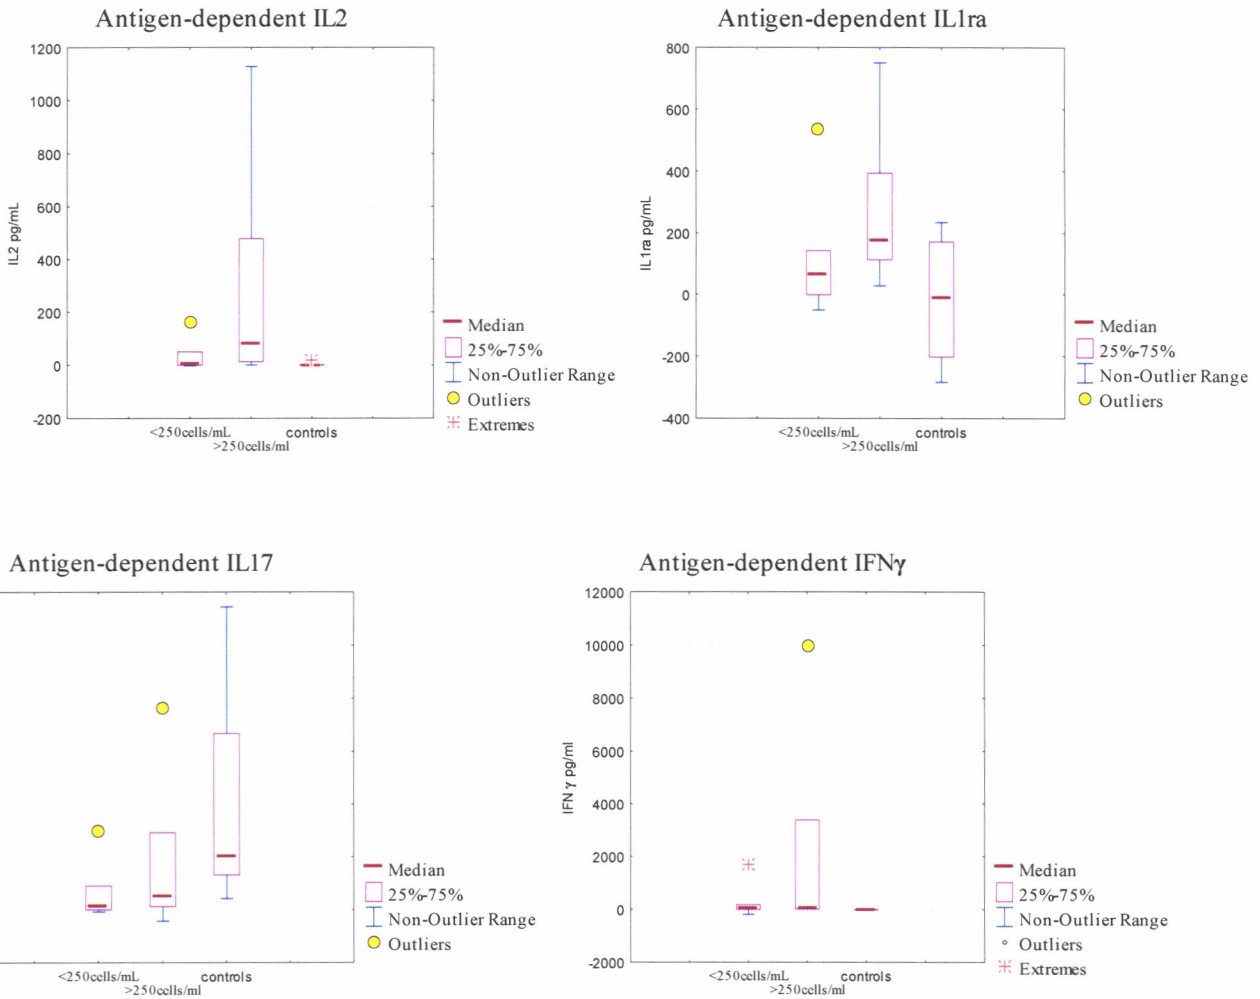 Antigen-dependent IL2
1200
1000
800
600
400
200
0
-200
IL2 pg/mL
<250cells/mL
>250cells/ml
controls
Median
25%-75%
Non-Outlier Range
Outliers
Extremes
Antigen-dependent IL1ra
800
600
400
200
0
-200
-400
IL1ra pg/mL
<250cells/mL
>250cells/ml
controls
Median
25%-75%
Non-Outlier Range
Outliers
Antigen-dependent IL17
<250cells/mL
>250cells/ml
controls
Median
25%-75%
Non-Outlier Range
Outliers
Antigen-dependent IFNγ
12000
10000
8000
6000
4000
2000
0
-2000
IFN γ pg/ml
<250cells/mL
>250cells/ml
controls
Median
25%-75%
Non-Outlier Range
Outliers
Extremes